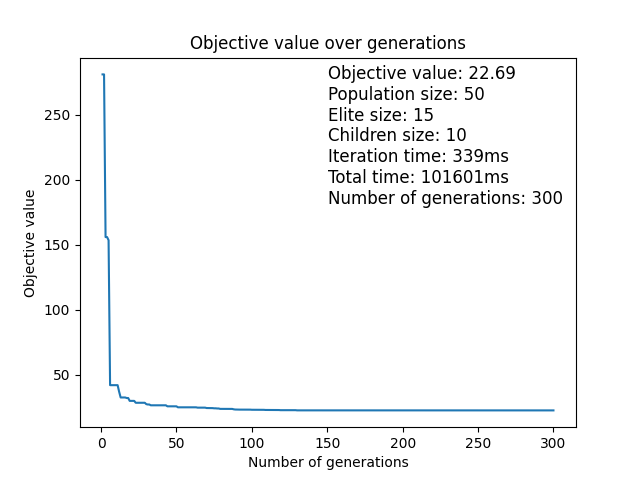 Objective value over generations
Objective value: 22.69
Population size: 50
Elite size: 15
Children size: 10
Iteration time: 339ms
Total time: 101601ms
Number of generations: 300
Objective value
250
200
150
100
50
0 50 100 150 200 250 300
Number of generations